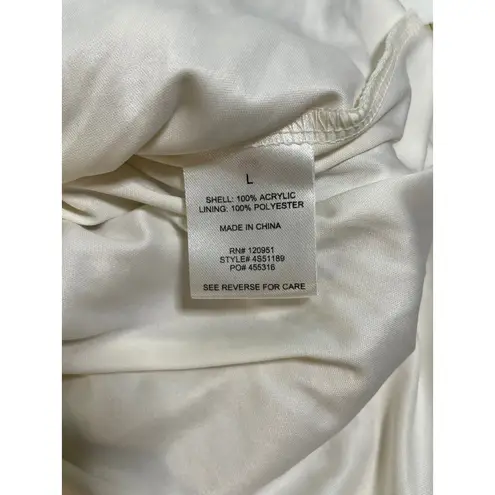 L
SHELL: 100% ACRYLIC
LINING: 100% POLYESTER
MADE IN CHINA
RN# 120951
STYLE# 4S51189
PO# 455316
SEE REVERSE FOR CARE